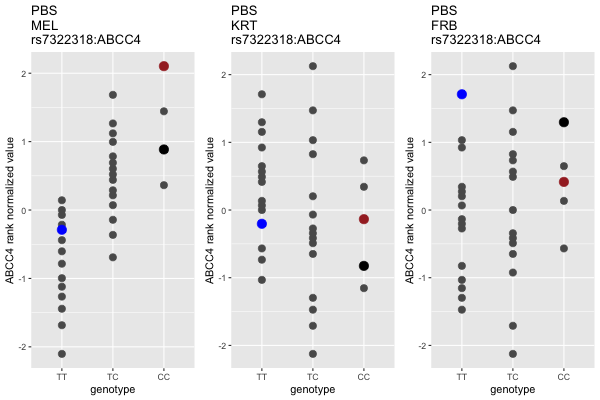 PBS
MEL
rs7322318:ABCC4
ABCC4 rank normalized value
2
1
0
-1
-2
TT TC CC
genotype
PBS
KRT
rs7322318:ABCC4
ABCC4 rank normalized value
2
1
0
-1
-2
TT TC CC
genotype
PBS
FRB
rs7322318:ABCC4
ABCC4 rank normalized value
2
1
0
-1
-2
TT TC CC
genotype